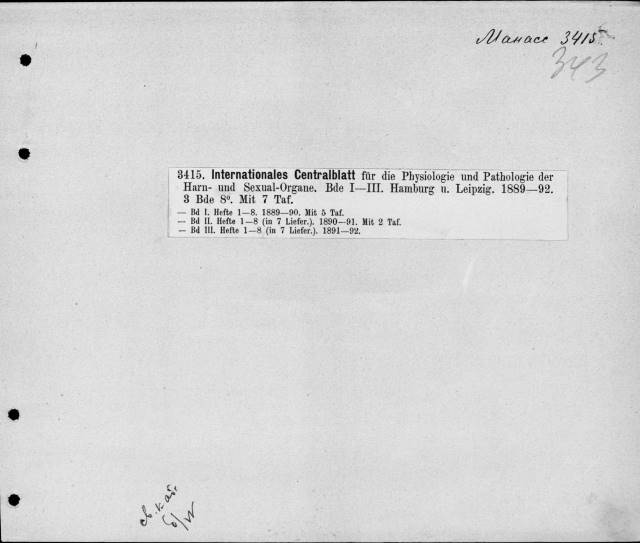 Манасс 3415
343
3415. Internationales Centralblatt für die Physiologie und Pathologie der
Harn- und Sexual-Organe. Bde I—III. Hamburg u. Leipzig. 1889—92.
3 Bde 8º. Mit 7 Taf.
— Bd I. Hefte 1—8. 1889—90. Mit 5 Taf.
— Bd II. Hefte 1—8 (in 7 Liefer.). 1890—91. Mit 2 Taf.
— Bd III. Hefte 1—8 (in 7 Liefer.). 1891—92.